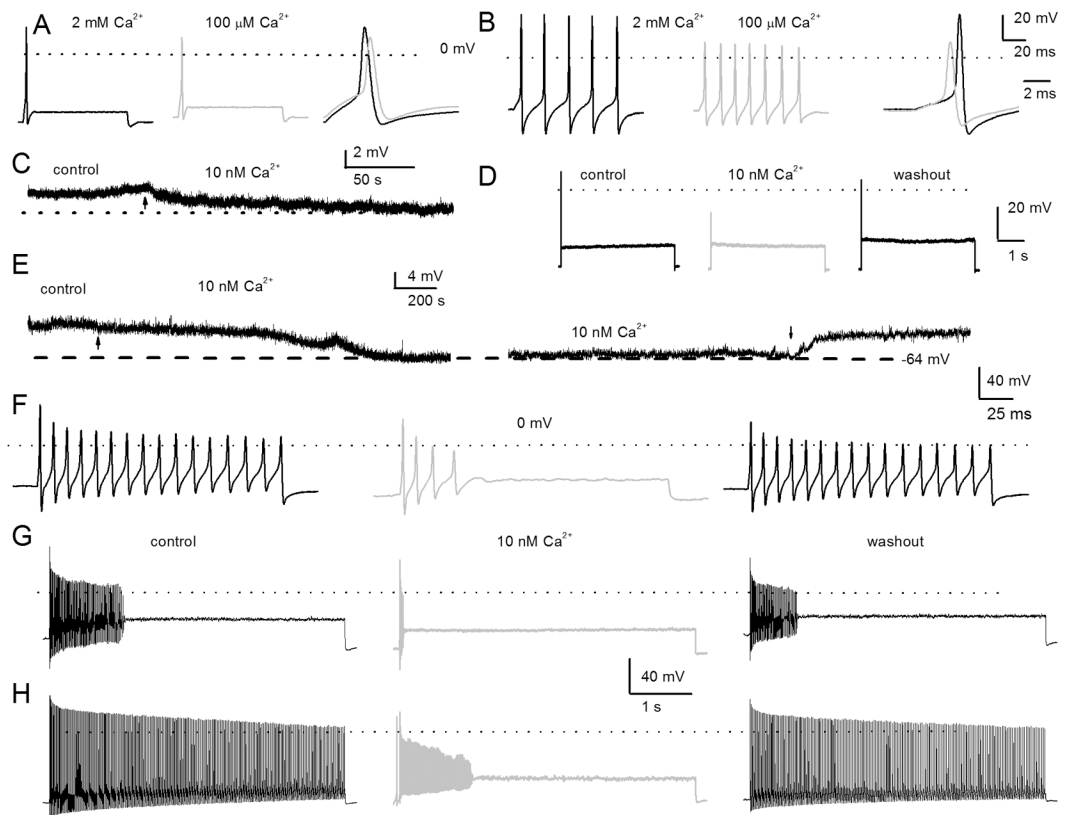 A
2 mM Ca²⁺
100 μM Ca²⁺
0 mV
B
2 mM Ca²⁺
100 μM Ca²⁺
20 mV
20 ms
2 ms
C
control
10 nM Ca²⁺
2 mV
50 s
D
control
10 nM Ca²⁺
washout
20 mV
1 s
E
control
10 nM Ca²⁺
4 mV
200 s
10 nM Ca²⁺
-64 mV
F
0 mV
40 mV
25 ms
G
control
10 nM Ca²⁺
washout
40 mV
1 s
H